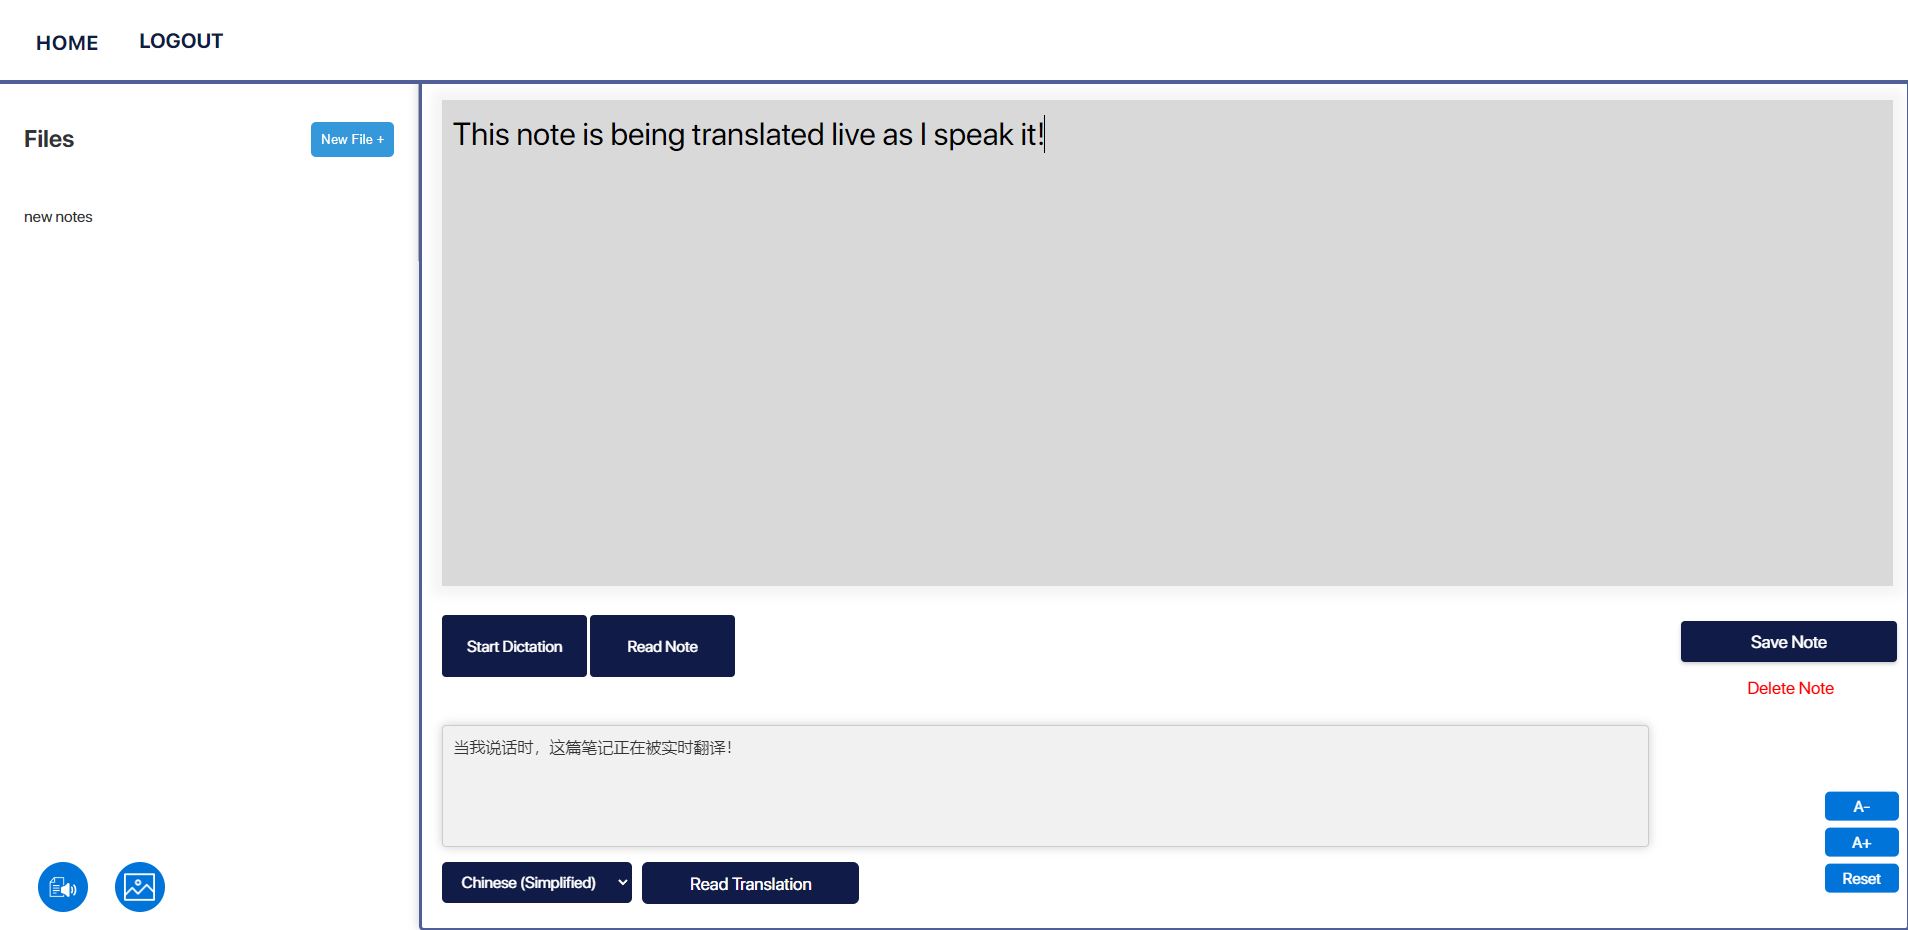 HOME
LOGOUT
Files
New File +
new notes
This note is being translated live as I speak it!
Start Dictation
Read Note
Save Note
Delete Note
当我说话时，这篇笔记正在被实时翻译！
A-
A+
Reset
Chinese (Simplified)
Read Translation